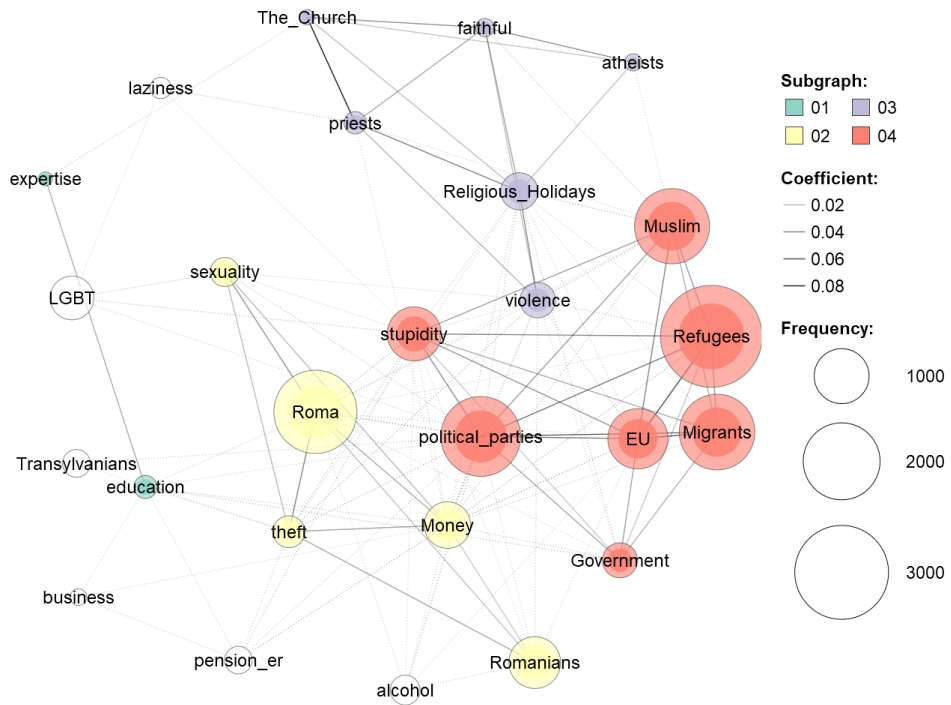 The_Church
faithful
atheists
laziness
priests
expertise
Religious_Holidays
Muslim
sexuality
LGBT
violence
stupidity
Refugees
Roma
political_parties
EU
Migrants
Transylvanians
education
theft
Money
Government
business
pension_er
Romanians
alcohol
Subgraph:
01 03
02 04
Coefficient:
0.02
0.04
0.06
0.08
Frequency:
1000
2000
3000